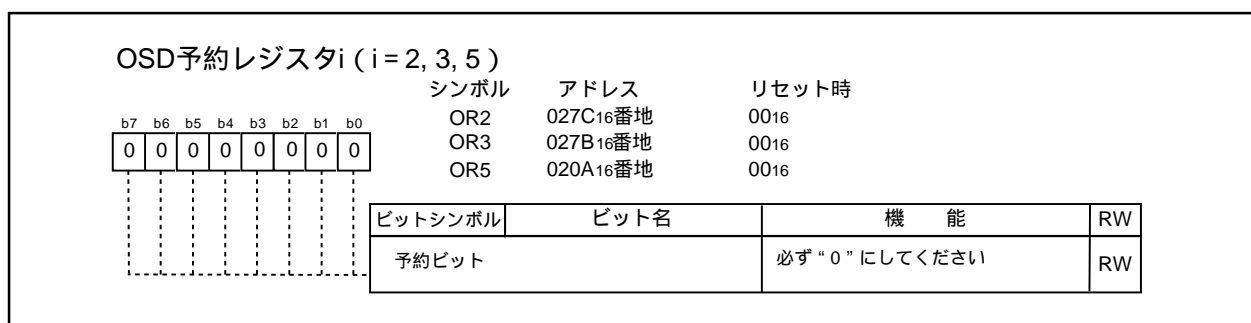 OSD予約レジスタi ( i = 2, 3, 5 )
シンボル アドレス リセット時
OR2 027C16番地 0016
OR3 027B16番地 0016
OR5 020A16番地 0016
b7 b6 b5 b4 b3 b2 b1 b0
0 0 0 0 0 0 0 0
ビットシンボル ビット名 機 能 RW
予約ビット 必ず“0”にしてください RW